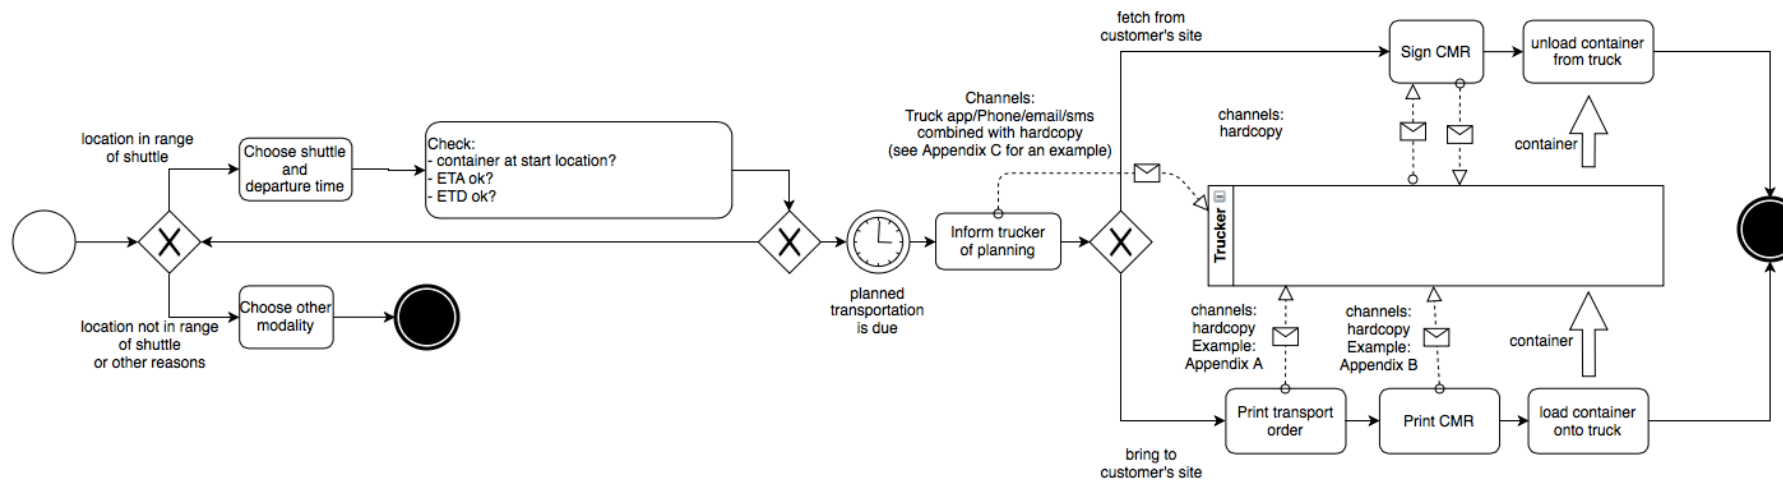 location in range
of shuttle
Choose shuttle
and
departure time
Check:
- container at start location?
- ETA ok?
- ETD ok?
location not in range
of shuttle
or other reasons
Choose other
modality
planned
transportation
is due
Inform trucker
of planning
Channels:
Truck app/Phone/email/sms
combined with hardcopy
(see Appendix C for an example)
fetch from
customer's site
Sign CMR
unload container
from truck
channels:
hardcopy
container
Trucker
channels:
hardcopy
Example:
Appendix A
channels:
hardcopy
Example:
Appendix B
container
bring to
customer's site
Print transport
order
Print CMR
load container
onto truck